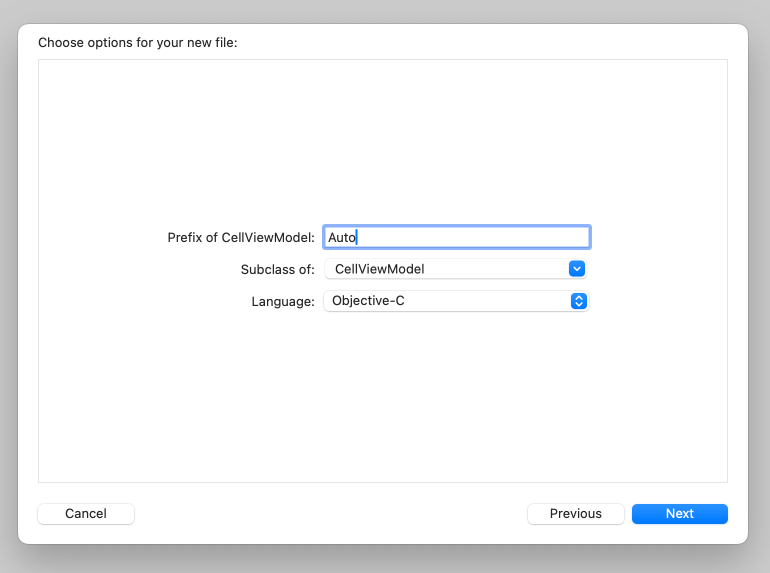 Choose options for your new file:
Prefix of CellViewModel: Auto
Subclass of: CellViewModel
Language: Objective-C
Cancel Previous Next